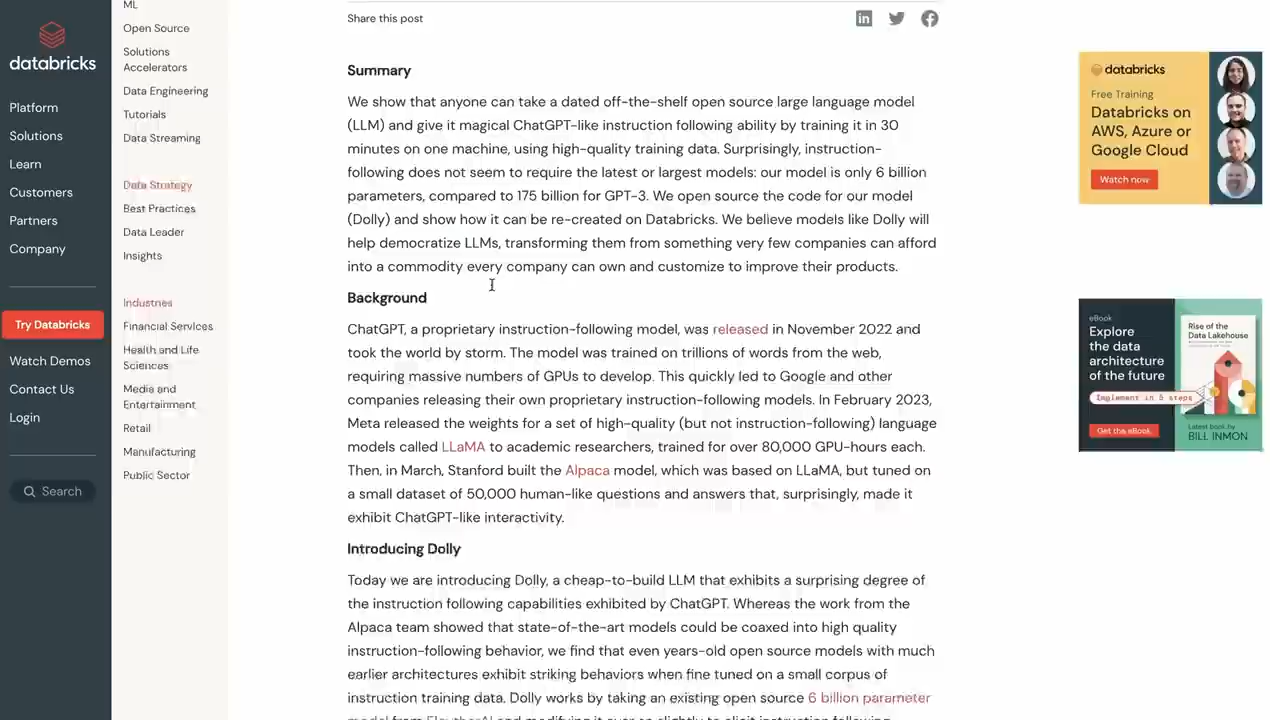 databricks
Platform
Solutions
Learn
Customers
Partners
Company
Try Databricks
Watch Demos
Contact Us
Login
Search
ML
Open Source
Solutions
Accelerators
Data Engineering
Tutorials
Data Streaming
Data Strategy
Best Practices
Data Leader
Insights
Industries
Financial Services
Health and Life
Sciences
Media and
Entertainment
Retail
Manufacturing
Public Sector
Share this post
Summary
We show that anyone can take a dated off-the-shelf open source large language model
(LLM) and give it magical ChatGPT-like instruction following ability by training it in 30
minutes on one machine, using high-quality training data. Surprisingly, instruction-
following does not seem to require the latest or largest models: our model is only 6 billion
parameters, compared to 175 billion for GPT-3. We open source the code for our model
(Dolly) and show how it can be re-created on Databricks. We believe models like Dolly will
help democratize LLMs, transforming them from something very few companies can afford
into a commodity every company can own and customize to improve their products.
Background
ChatGPT, a proprietary instruction-following model, was released in November 2022 and
took the world by storm. The model was trained on trillions of words from the web,
requiring massive numbers of GPUs to develop. This quickly led to Google and other
companies releasing their own proprietary instruction-following models. In February 2023,
Meta released the weights for a set of high-quality (but not instruction-following) language
models called LLaMA to academic researchers, trained for over 80,000 GPU-hours each.
Then, in March, Stanford built the Alpaca model, which was based on LLaMA, but tuned on
a small dataset of 50,000 human-like questions and answers that, surprisingly, made it
exhibit ChatGPT-like interactivity.
Introducing Dolly
Today we are introducing Dolly, a cheap-to-build LLM that exhibits a surprising degree of
the instruction following capabilities exhibited by ChatGPT. Whereas the work from the
Alpaca team showed that state-of-the-art models could be coaxed into high quality
instruction-following behavior, we find that even years-old open source models with much
earlier architectures exhibit striking behaviors when fine tuned on a small corpus of
instruction training data. Dolly works by taking an existing open source 6 billion parameter
model from EleutherAI and modifying it ever so slightly to elicit instruction following
databricks
Free Training
Databricks on
AWS, Azure or
Google Cloud
Watch now
eBook
Explore
the data
architecture
of the future
Implement in 5 steps
Get the eBook
Rise of the
Data Lakehouse
Latest book by
BILL INMON